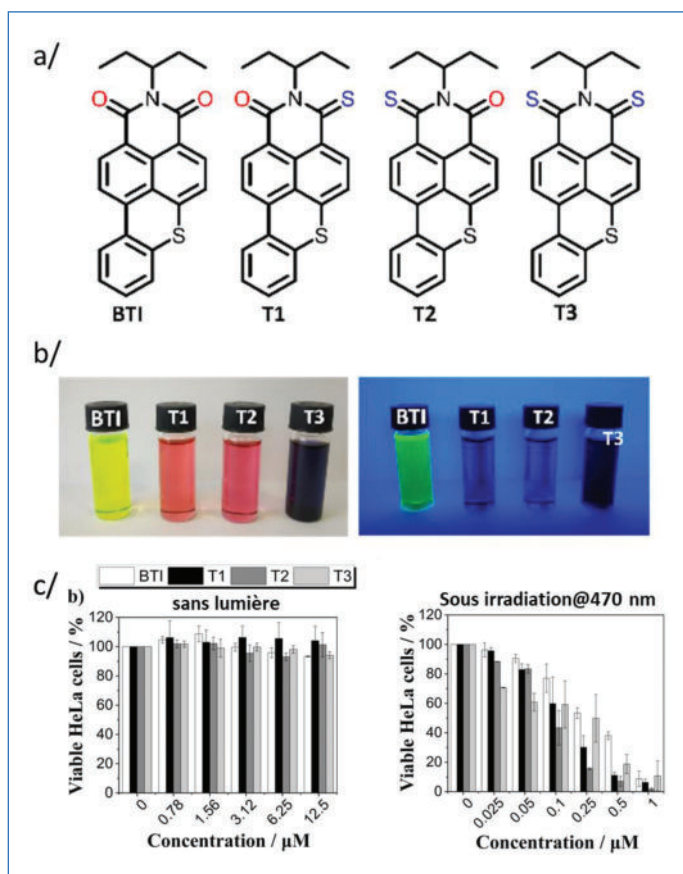 a/
O N O
O N S
S N O
S N S
S S S S
BTI T1 T2 T3
b/
BTI T1 T2 T3
BTI T1 T2 T3
c/
BTI T1 T2 T3
b)
sans lumière
Viable HeLa cells / %
120
100
80
60
40
20
0
0 0.78 1.56 3.12 6.25 12.5
Concentration / µM
Sous irradiation@470 nm
Viable HeLa cells / %
120
100
80
60
40
20
0
0 0.025 0.05 0.1 0.25 0.5 1
Concentration / µM